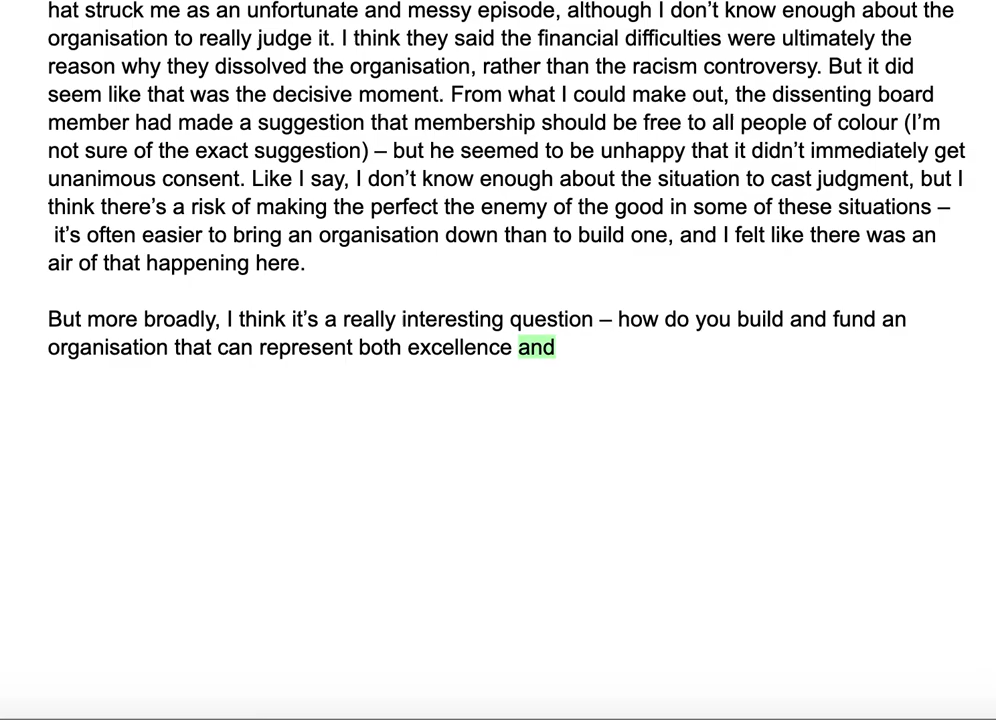 hat struck me as an unfortunate and messy episode, although I don’t know enough about the
organisation to really judge it. I think they said the financial difficulties were ultimately the
reason why they dissolved the organisation, rather than the racism controversy. But it did
seem like that was the decisive moment. From what I could make out, the dissenting board
member had made a suggestion that membership should be free to all people of colour (I’m
not sure of the exact suggestion) – but he seemed to be unhappy that it didn’t immediately get
unanimous consent. Like I say, I don’t know enough about the situation to cast judgment, but I
think there’s a risk of making the perfect the enemy of the good in some of these situations –
it’s often easier to bring an organisation down than to build one, and I felt like there was an
air of that happening here.
But more broadly, I think it’s a really interesting question – how do you build and fund an
organisation that can represent both excellence and